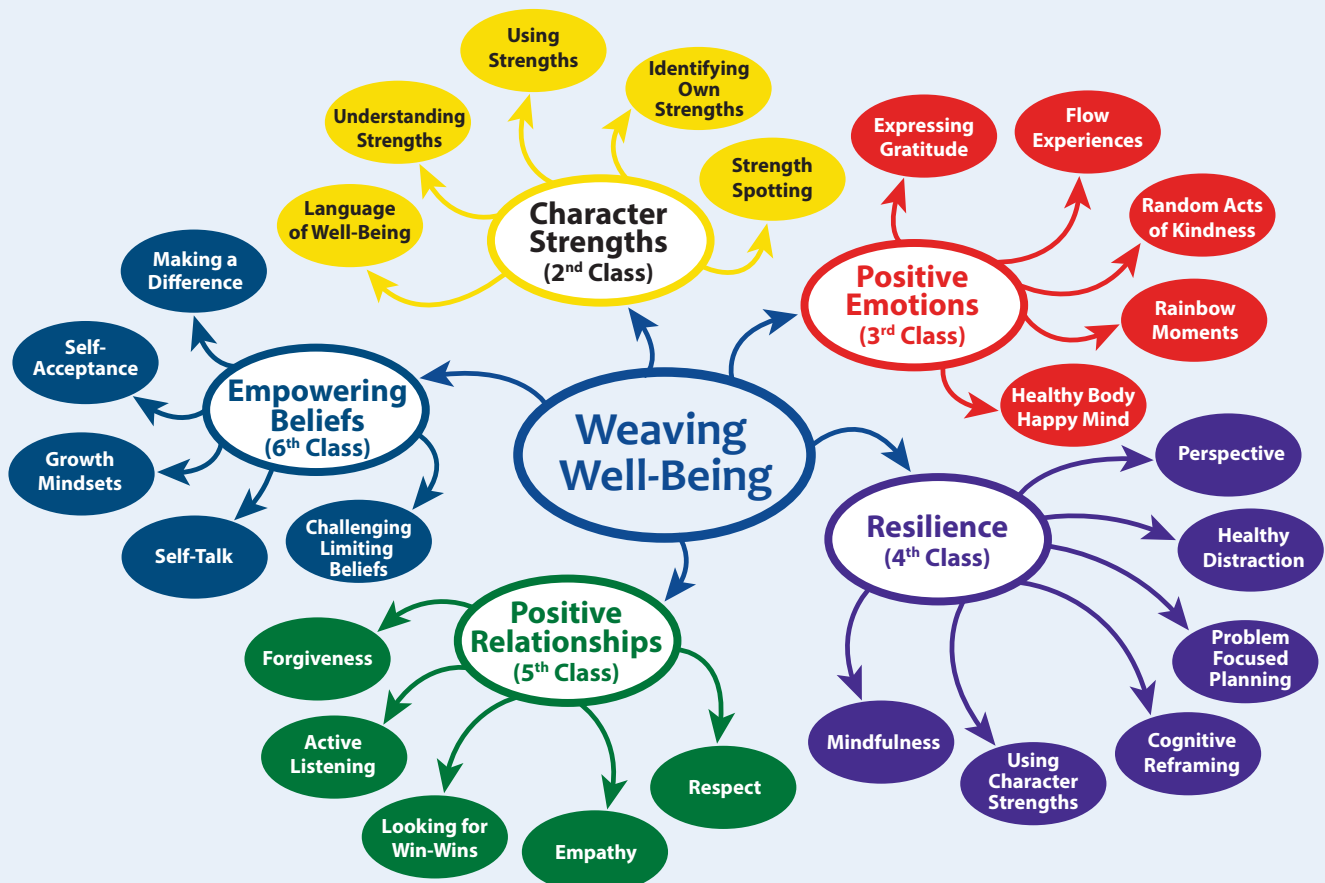 Weaving
Well-Being
Character
Strengths
(2nd Class)
Language
of Well-Being
Understanding
Strengths
Using
Strengths
Identifying
Own
Strengths
Strength
Spotting
Positive
Emotions
(3rd Class)
Expressing
Gratitude
Flow
Experiences
Random Acts
of Kindness
Rainbow
Moments
Healthy Body
Happy Mind
Resilience
(4th Class)
Perspective
Healthy
Distraction
Problem
Focused
Planning
Cognitive
Reframing
Using
Character
Strengths
Mindfulness
Positive
Relationships
(5th Class)
Respect
Empathy
Looking for
Win-Wins
Active
Listening
Forgiveness
Empowering
Beliefs
(6th Class)
Challenging
Limiting
Beliefs
Self-Talk
Growth
Mindsets
Self-
Acceptance
Making a
Difference